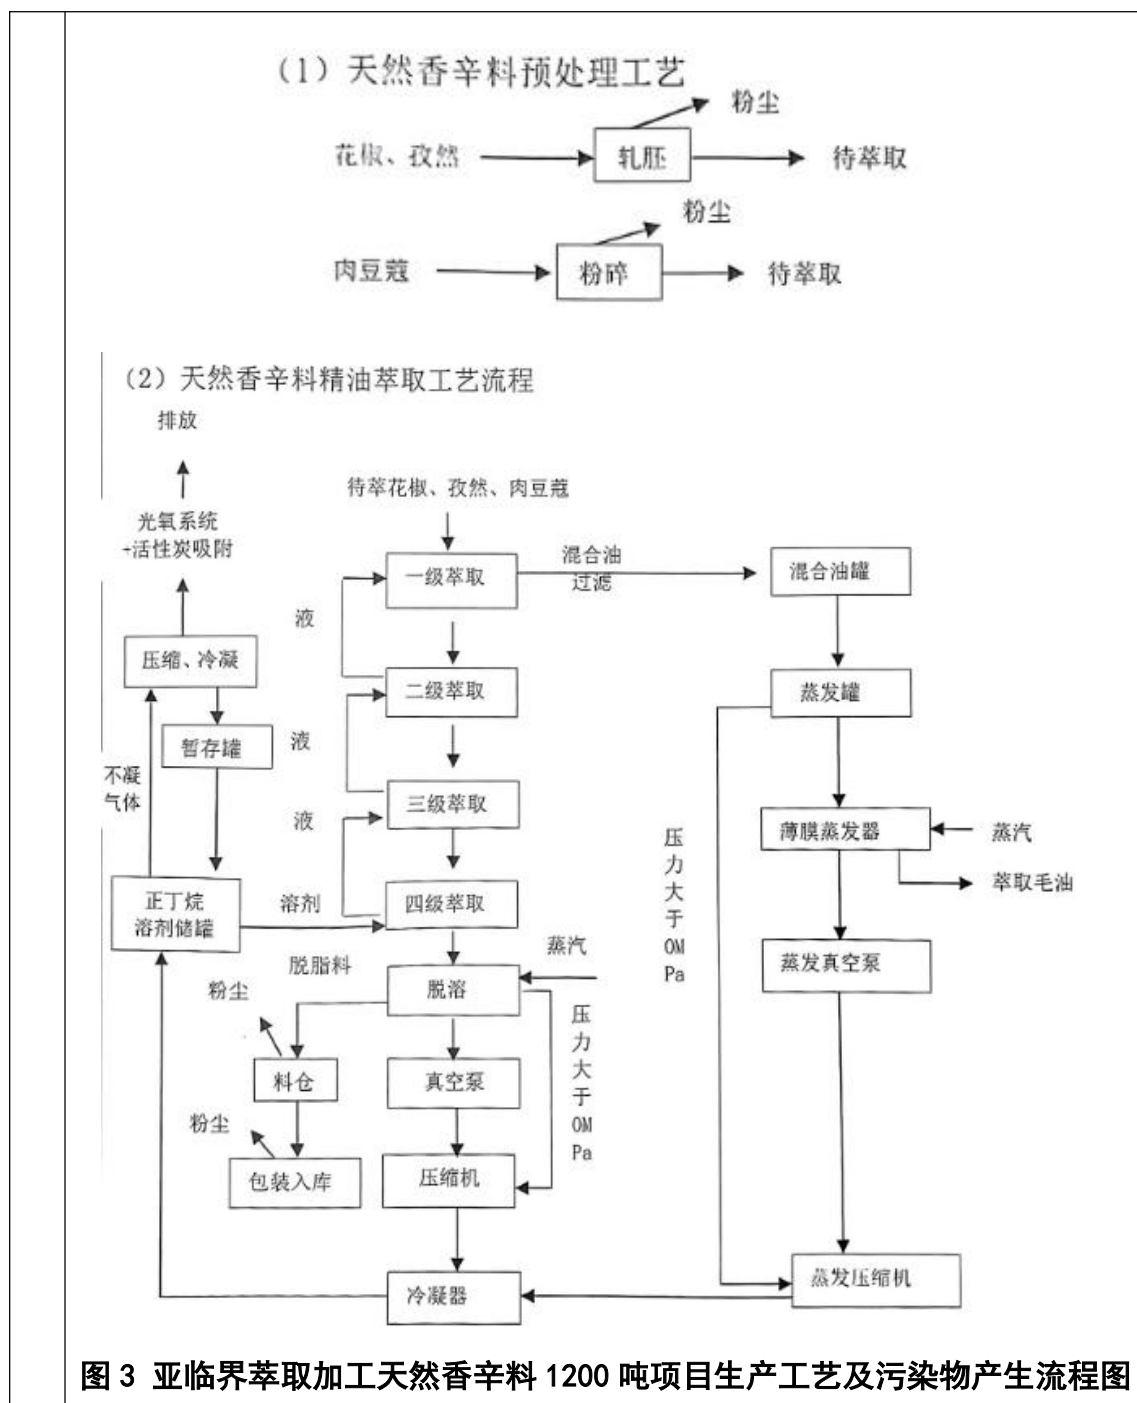 （1）天然香辛料预处理工艺
粉尘
花椒、孜然
轧胚
待萃取
粉尘
肉豆蔻
粉碎
待萃取
（2）天然香辛料精油萃取工艺流程
排放
光氧系统
+活性炭吸附
压缩、冷凝
暂存罐
不凝
气体
正丁烷
溶剂储罐
待萃花椒、孜然、肉豆蔻
一级萃取
混合油
过滤
混合油罐
液
二级萃取
蒸发罐
液
三级萃取
薄膜蒸发器
蒸汽
萃取毛油
液
溶剂
四级萃取
蒸发真空泵
压
力
大
于
0M
Pa
脱脂料
脱溶
蒸汽
粉尘
料仓
真空泵
压
力
大
于
0M
Pa
粉尘
包装入库
压缩机
冷凝器
蒸发压缩机
图 3 亚临界萃取加工天然香辛料 1200 吨项目生产工艺及污染物产生流程图